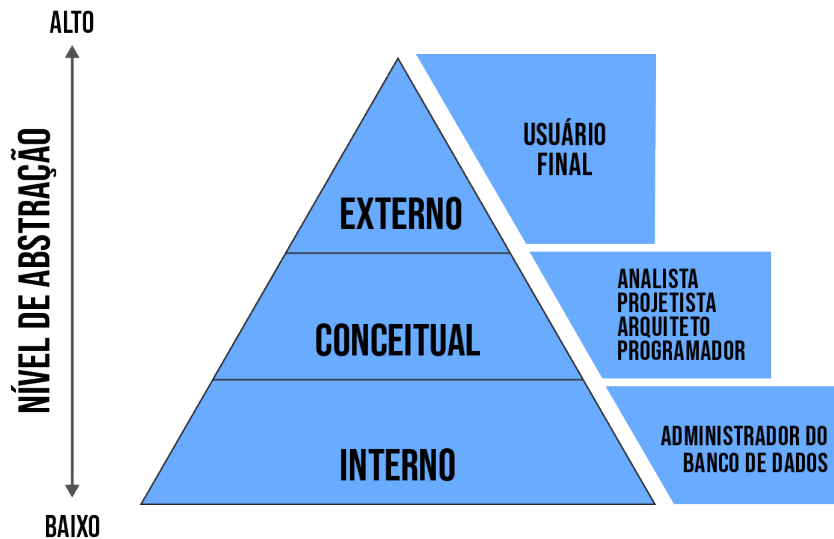 ALTO
NÍVEL DE ABSTRAÇÃO
BAIXO
EXTERNO
CONCEITUAL
INTERNO
USUÁRIO
FINAL
ANALISTA
PROJETISTA
ARQUITETO
PROGRAMADOR
ADMINISTRADOR DO
BANCO DE DADOS